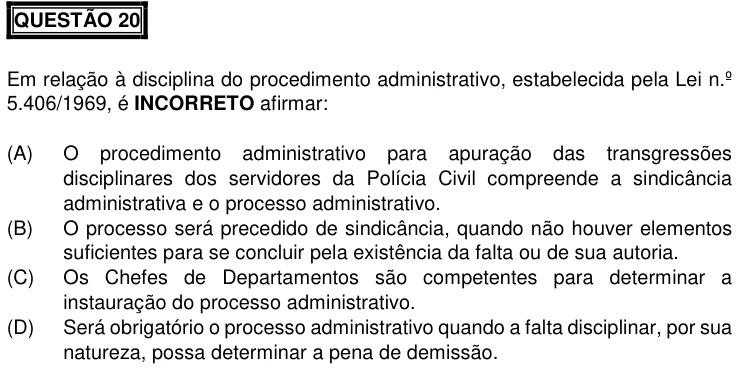 QUESTÃO 20
Em relação à disciplina do procedimento administrativo, estabelecida pela Lei n.º
5.406/1969, é INCORRETO afirmar:
(A) O procedimento administrativo para apuração das transgressões
disciplinares dos servidores da Polícia Civil compreende a sindicância
administrativa e o processo administrativo.
(B) O processo será precedido de sindicância, quando não houver elementos
suficientes para se concluir pela existência da falta ou de sua autoria.
(C) Os Chefes de Departamentos são competentes para determinar a
instauração do processo administrativo.
(D) Será obrigatório o processo administrativo quando a falta disciplinar, por sua
natureza, possa determinar a pena de demissão.